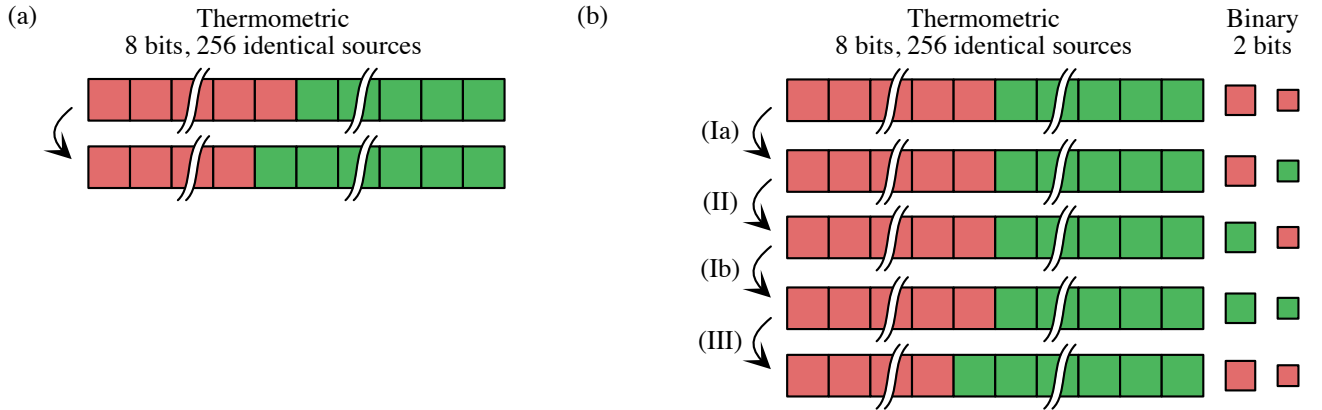 (a)
Thermometric
8 bits, 256 identical sources
(b)
Thermometric
8 bits, 256 identical sources
Binary
2 bits
(Ia)
(II)
(Ib)
(III)